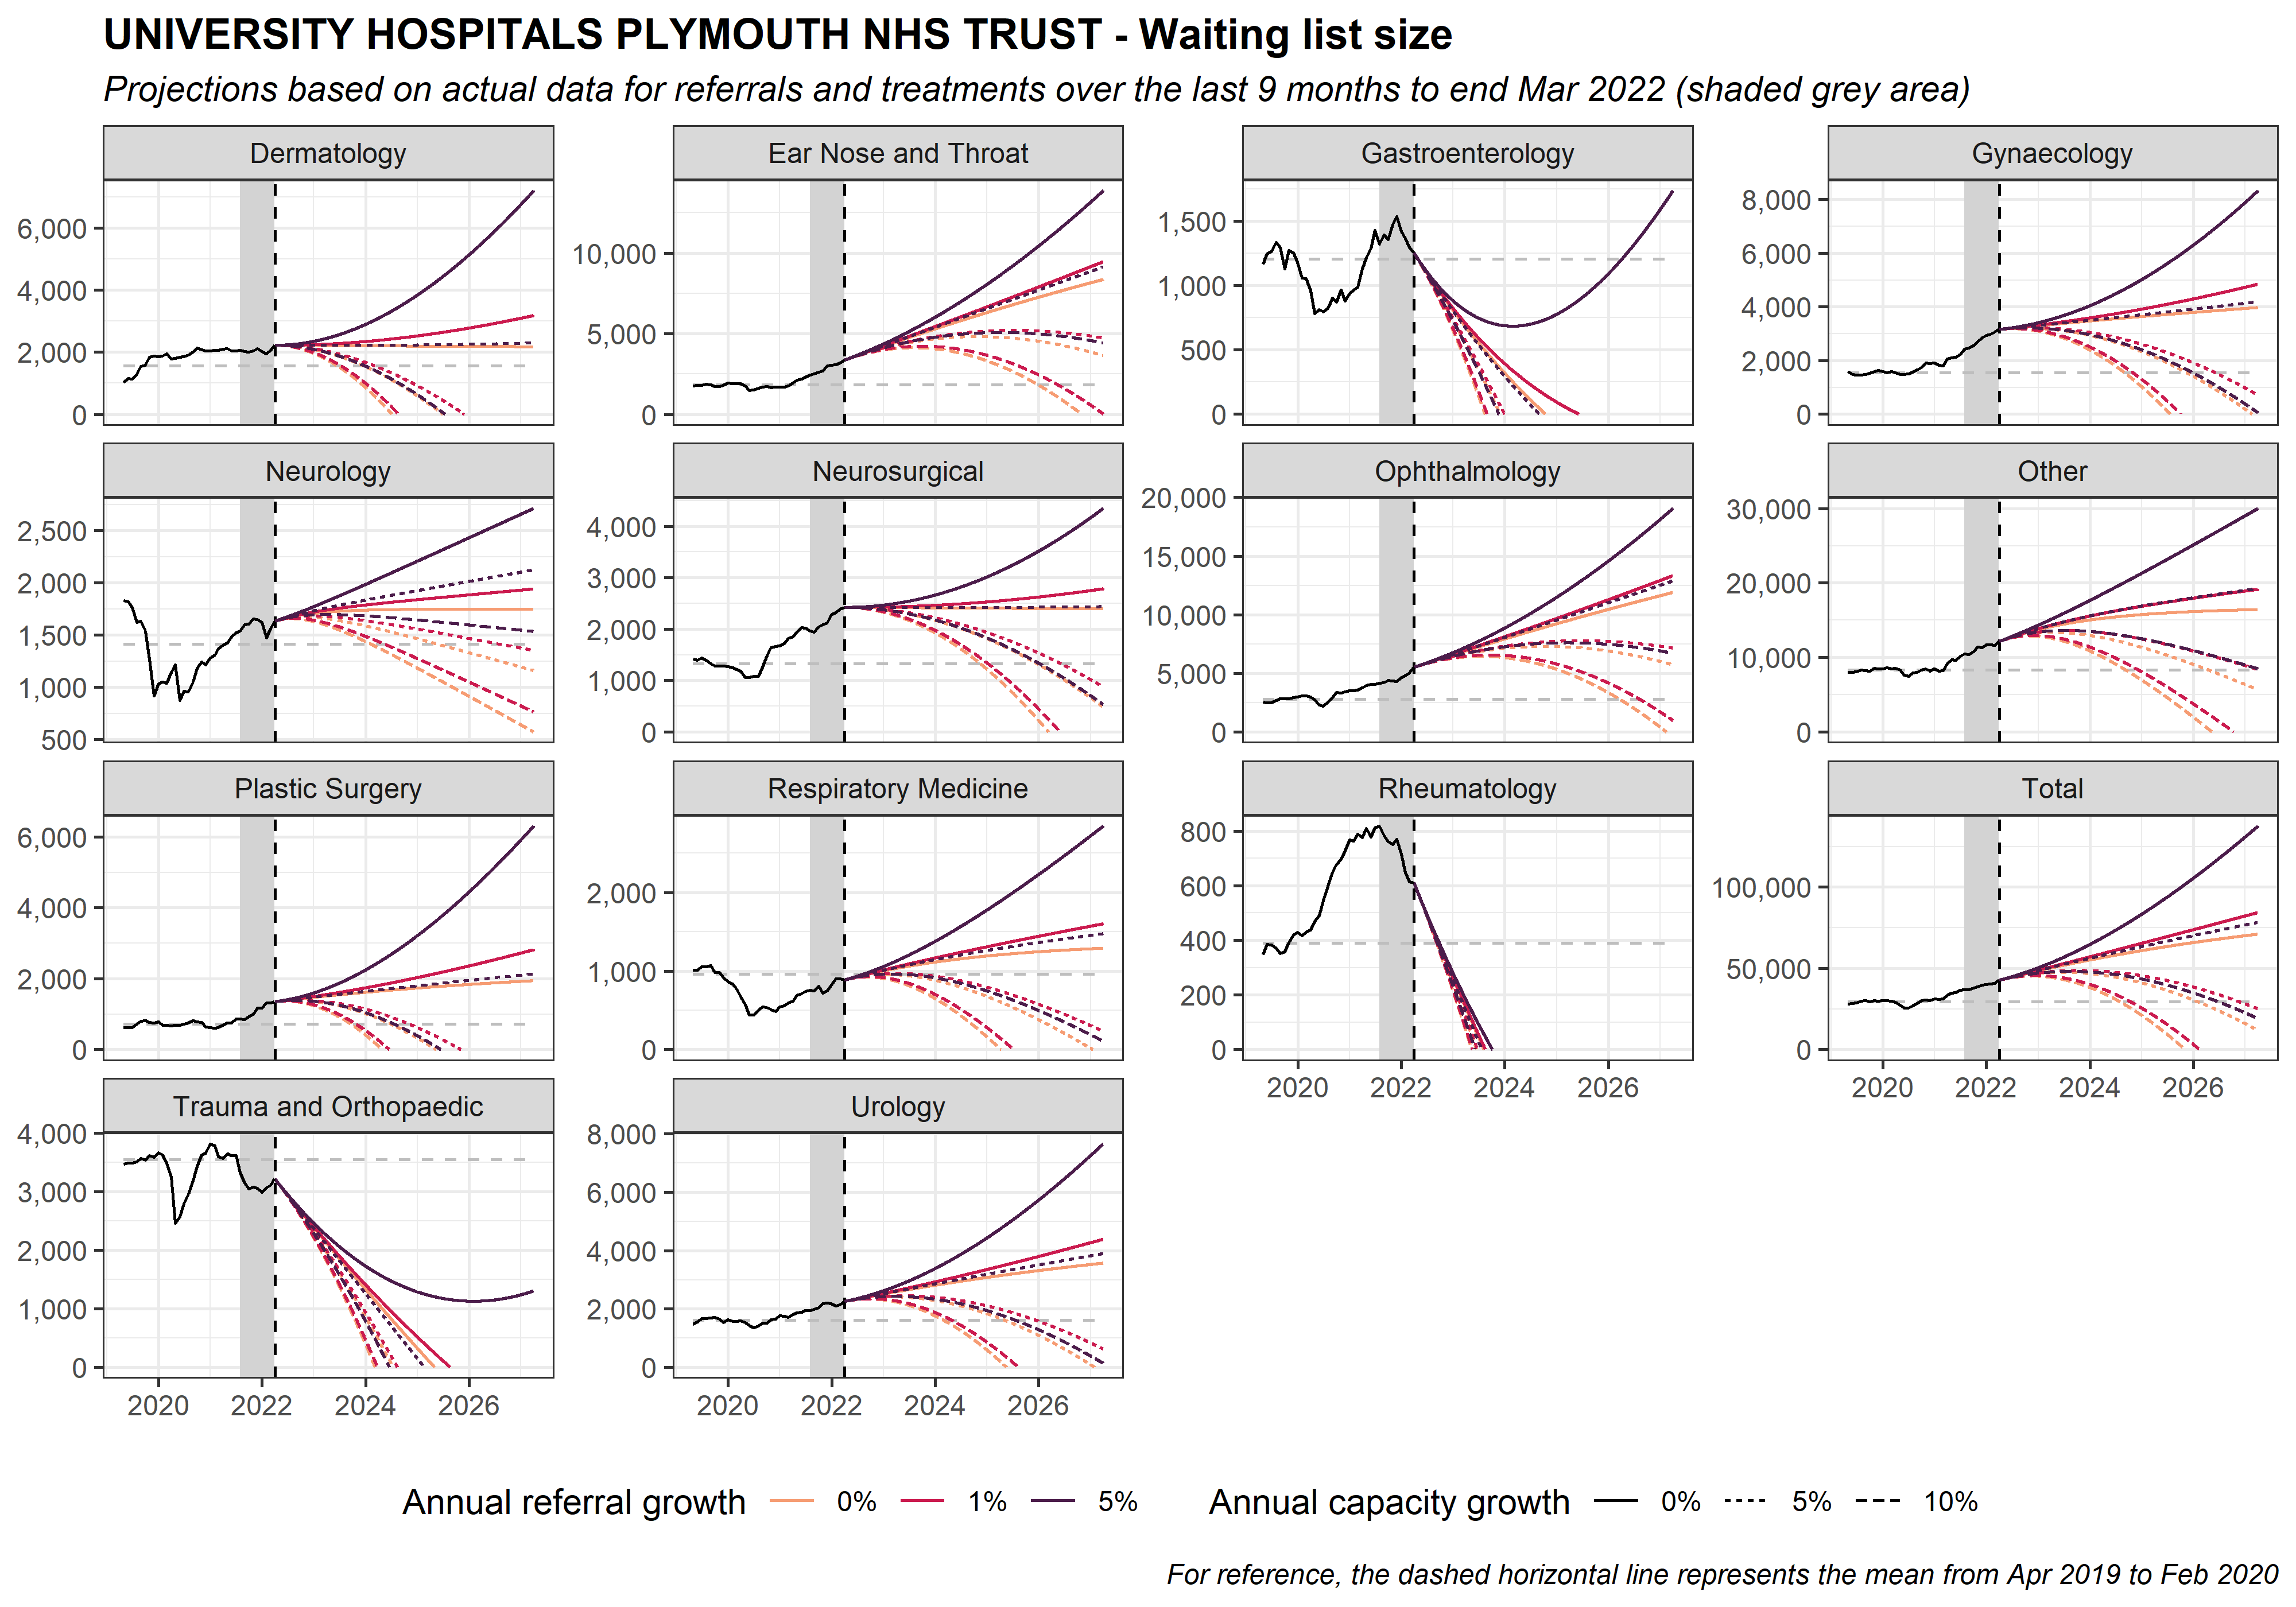 UNIVERSITY HOSPITALS PLYMOUTH NHS TRUST - Waiting list size
Projections based on actual data for referrals and treatments over the last 9 months to end Mar 2022 (shaded grey area)
Dermatology
6,000
4,000
2,000
0
Ear Nose and Throat
10,000
5,000
0
Gastroenterology
1,500
1,000
500
0
Gynaecology
8,000
6,000
4,000
2,000
0
Neurology
2,500
2,000
1,500
1,000
500
Neurosurgical
4,000
3,000
2,000
1,000
0
Ophthalmology
20,000
15,000
10,000
5,000
0
Other
30,000
20,000
10,000
0
Plastic Surgery
6,000
4,000
2,000
0
Respiratory Medicine
2,000
1,000
0
Rheumatology
800
600
400
200
0
2020 2022 2024 2026
Total
100,000
50,000
0
2020 2022 2024 2026
Trauma and Orthopaedic
4,000
3,000
2,000
1,000
0
2020 2022 2024 2026
Urology
8,000
6,000
4,000
2,000
0
2020 2022 2024 2026
Annual referral growth 0% 1% 5% Annual capacity growth 0% 5% 10%
For reference, the dashed horizontal line represents the mean from Apr 2019 to Feb 2020